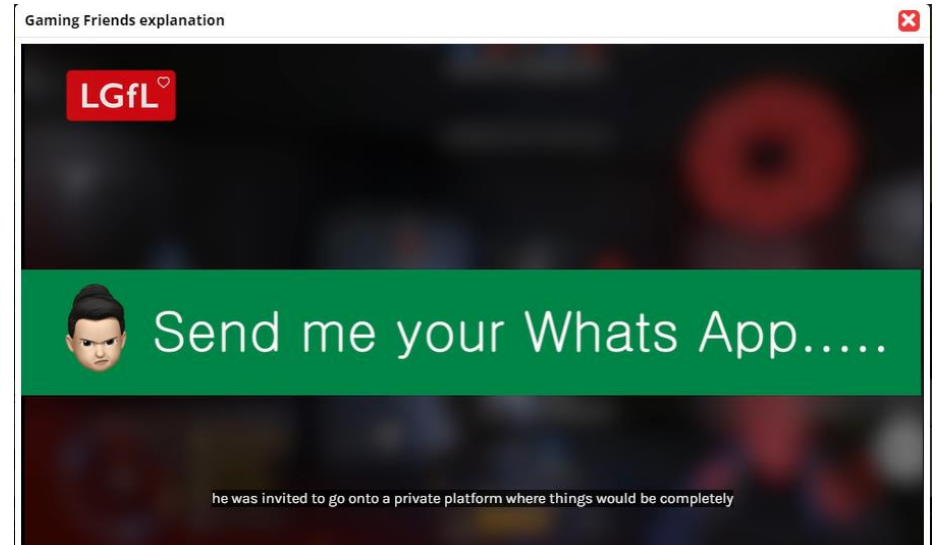 Gaming Friends explanation
LGfL
Send me your Whats App.....
he was invited to go onto a private platform where things would be completely